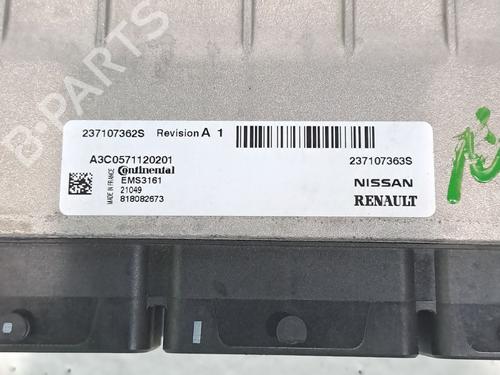 B-PARTS
237107362S Revision A 1
A3C0571120201
237107363S
Continental
MADE IN FRANCE
EMS3161
21049
818082673
NISSAN
RENAULT